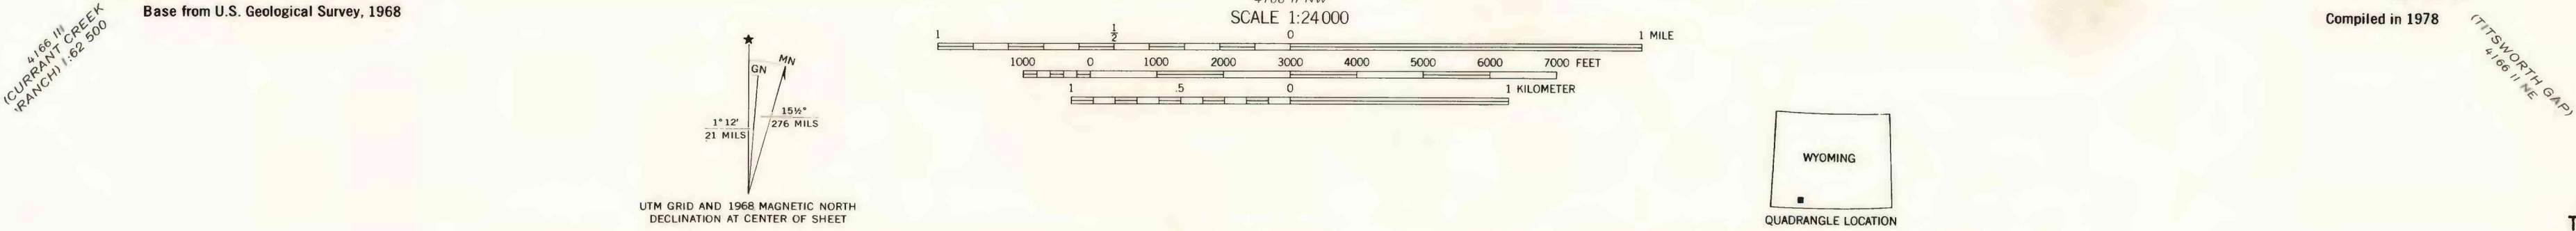 4166 III
(CURRANT CREEK
RANCH) 1:62 500
Base from U.S. Geological Survey, 1968
★
GN
MN
1°12'
21 MILS
15½°
276 MILS
UTM GRID AND 1968 MAGNETIC NORTH
DECLINATION AT CENTER OF SHEET
SCALE 1:24 000
1 ½ 0 1 MILE
1000 0 1000 2000 3000 4000 5000 6000 7000 FEET
1 .5 0 1 KILOMETER
WYOMING
QUADRANGLE LOCATION
Compiled in 1978
(TITSWORTH GAP)
4166 II NE